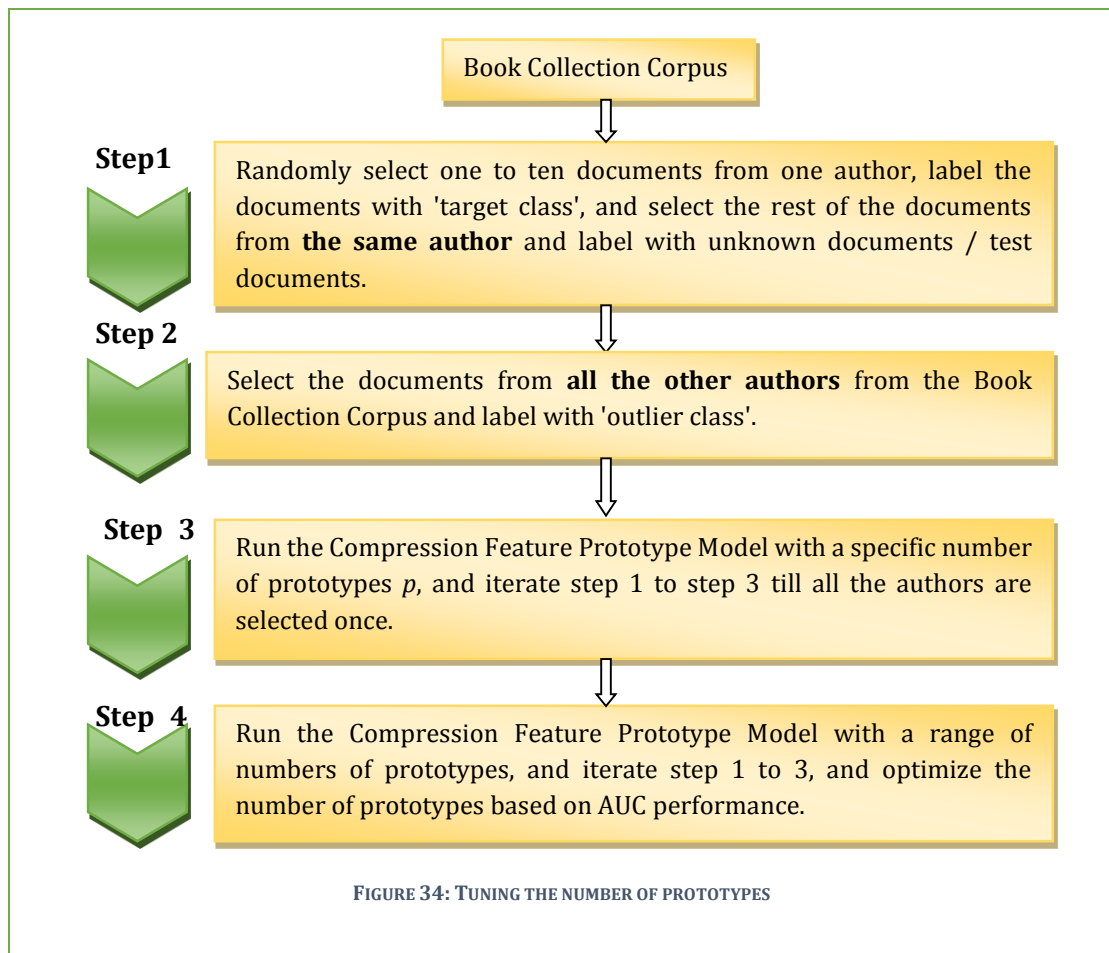 Book Collection Corpus
Step1
Randomly select one to ten documents from one author, label the
documents with 'target class', and select the rest of the documents
from the same author and label with unknown documents / test
documents.
Step 2
Select the documents from all the other authors from the Book
Collection Corpus and label with 'outlier class'.
Step 3
Run the Compression Feature Prototype Model with a specific number
of prototypes p, and iterate step 1 to step 3 till all the authors are
selected once.
Step 4
Run the Compression Feature Prototype Model with a range of
numbers of prototypes, and iterate step 1 to 3, and optimize the
number of prototypes based on AUC performance.
FIGURE 34: TUNING THE NUMBER OF PROTOTYPES